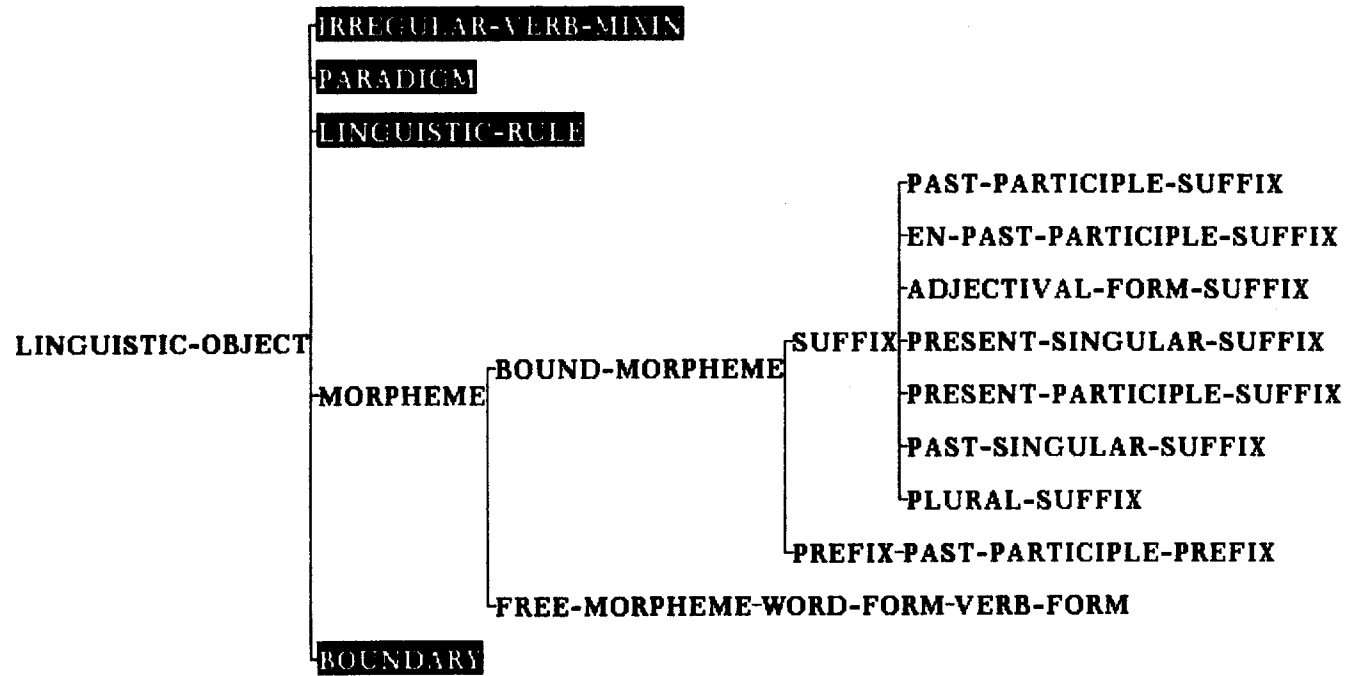 IRREGULAR-VERB-MIXIN
PARADIGM
LINGUISTIC-RULE
PAST-PARTICIPLE-SUFFIX
EN-PAST-PARTICIPLE-SUFFIX
ADJECTIVAL-FORM-SUFFIX
LINGUISTIC-OBJECT
SUFFIX PRESENT-SINGULAR-SUFFIX
BOUND-MORPHEME
MORPHEME
PRESENT-PARTICIPLE-SUFFIX
PAST-SINGULAR-SUFFIX
PLURAL-SUFFIX
PREFIX PAST-PARTICIPLE-PREFIX
FREE-MORPHEME WORD-FORM VERB-FORM
BOUNDARY